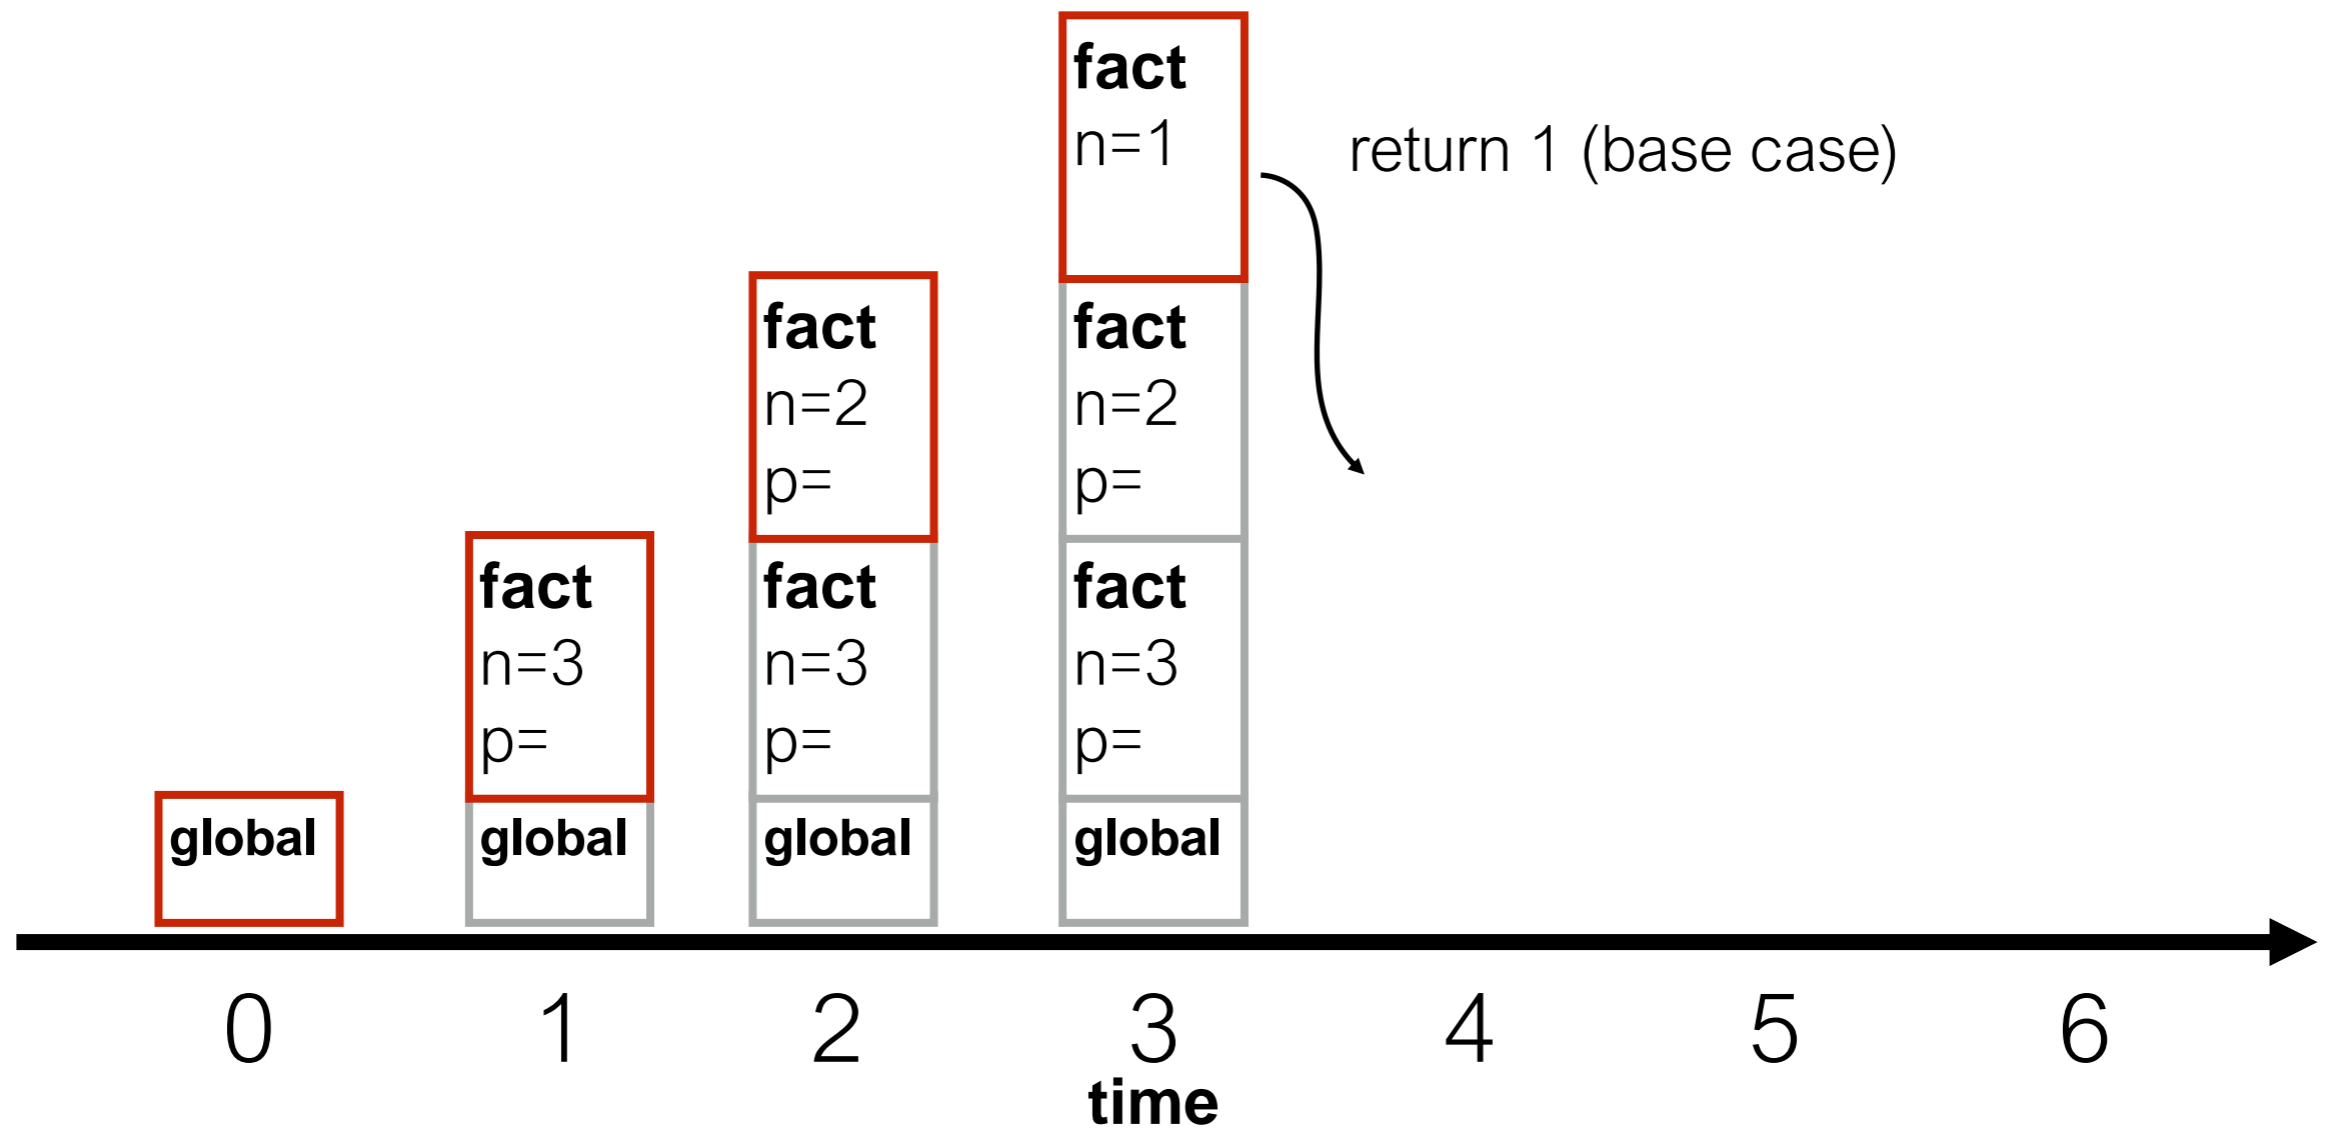 global
fact
n=3
p=
global
fact
n=2
p=
fact
n=3
p=
global
fact
n=1
fact
n=2
p=
fact
n=3
p=
global
return 1 (base case)
0 1 2 3 4 5 6
time